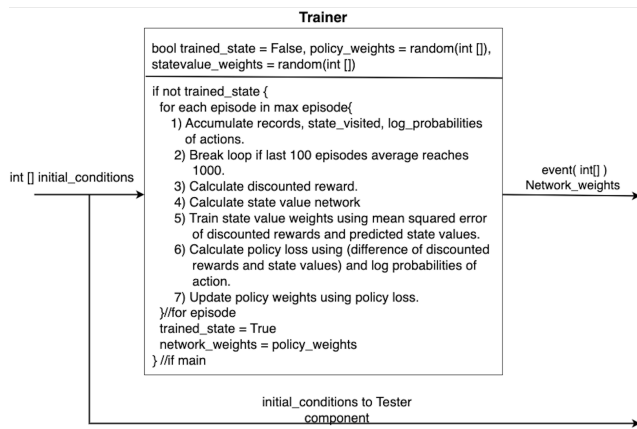 Trainer
bool trained_state = False, policy_weights = random(int []),
statevalue_weights = random(int [])
if not trained_state {
for each episode in max episode{
1) Accumulate records, state_visited, log_probabilities
of actions.
2) Break loop if last 100 episodes average reaches
1000.
3) Calculate discounted reward.
4) Calculate state value network
5) Train state value weights using mean squared error
of discounted rewards and predicted state values.
6) Calculate policy loss using (difference of discounted
rewards and state values) and log probabilities of
action.
7) Update policy weights using policy loss.
}//for episode
trained_state = True
network_weights = policy_weights
} //if main
int [] initial_conditions
event( int[] )
Network_weights
initial_conditions to Tester
component